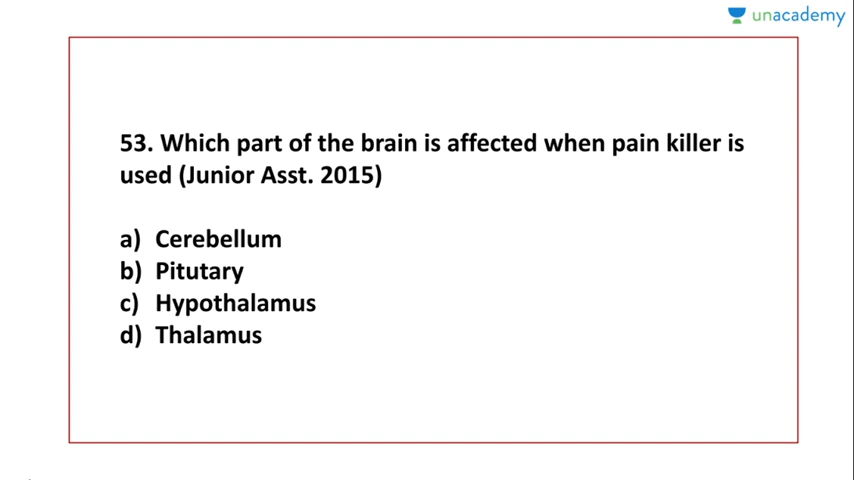 unacademy
53. Which part of the brain is affected when pain killer is
used (Junior Asst. 2015)
a) Cerebellum
b) Pitutary
c) Hypothalamus
d) Thalamus